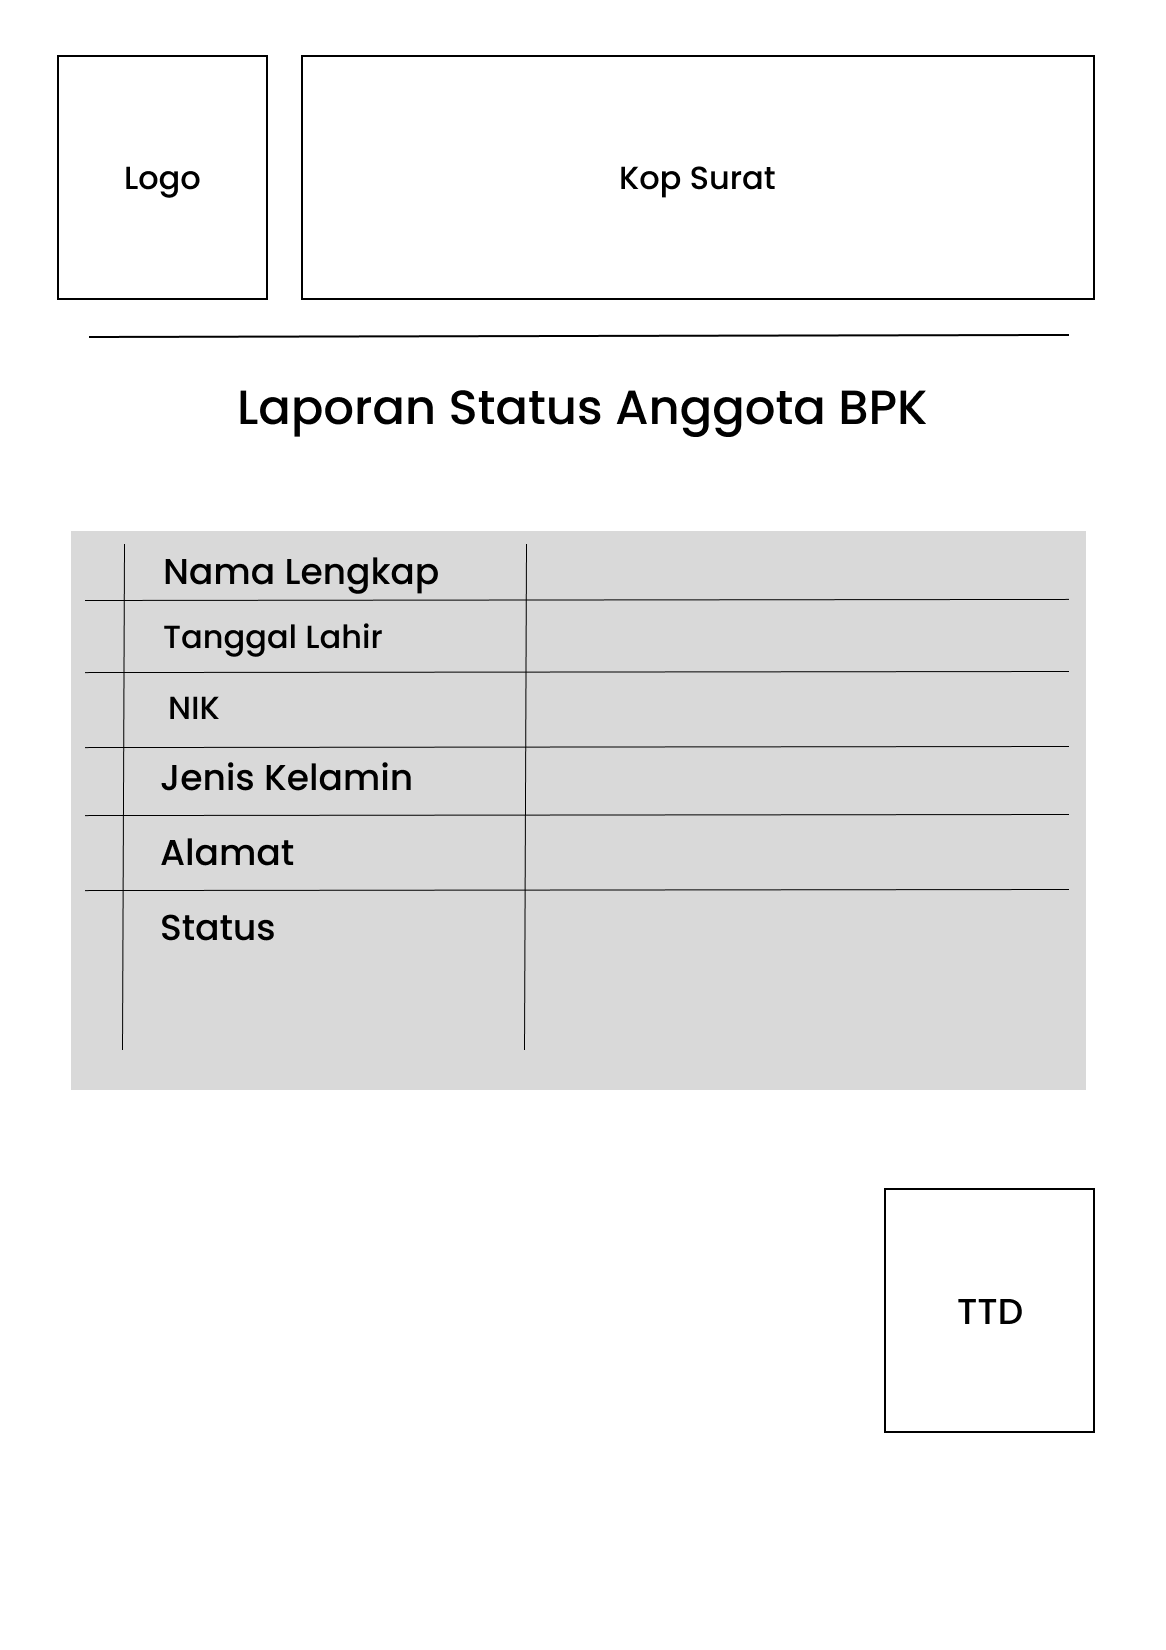 Logo
Kop Surat
Laporan Status Anggota BPK
Nama Lengkap
Tanggal Lahir
NIK
Jenis Kelamin
Alamat
Status
TTD